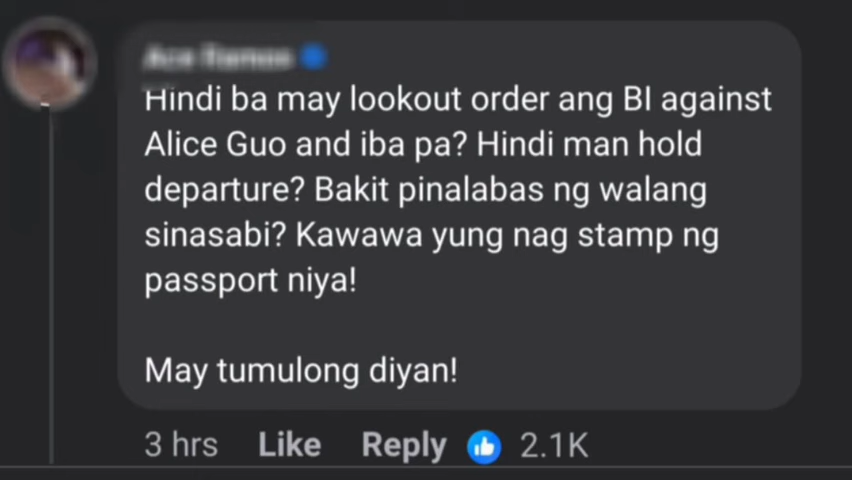 Hindi ba may lookout order ang BI against
Alice Guo and iba pa? Hindi man hold
departure? Bakit pinalabas ng walang
sinasabi? Kawawa yung nag stamp ng
passport niya!
May tumulong diyan!
3 hrs Like Reply 2.1K